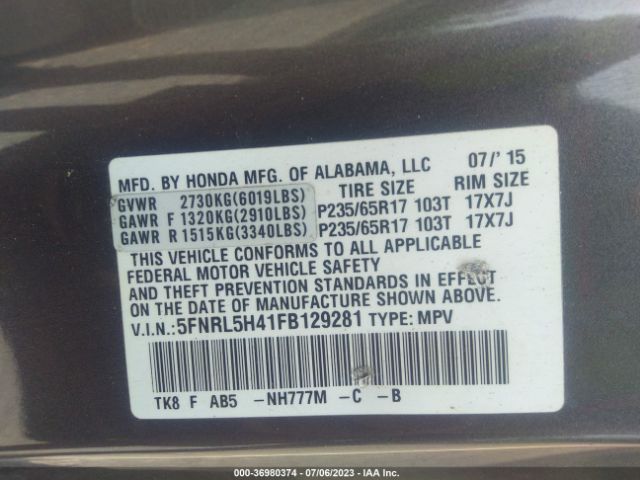 MFD. BY HONDA MFG. OF ALABAMA, LLC 07/' 15
GVWR 2730KG(6019LBS) TIRE SIZE RIM SIZE
GAWR F 1320KG(2910LBS) P235/65R17 103T 17X7J
GAWR R 1515KG(3340LBS) P235/65R17 103T 17X7J
THIS VEHICLE CONFORMS TO ALL APPLICABLE
FEDERAL MOTOR VEHICLE SAFETY
AND THEFT PREVENTION STANDARDS IN EFFECT
ON THE DATE OF MANUFACTURE SHOWN ABOVE.
V.I.N.:5FNRL5H41FB129281 TYPE: MPV
TK8 F AB5 -NH777M -C -B
000-36980374 / 07/06/2023 - IAA Inc.